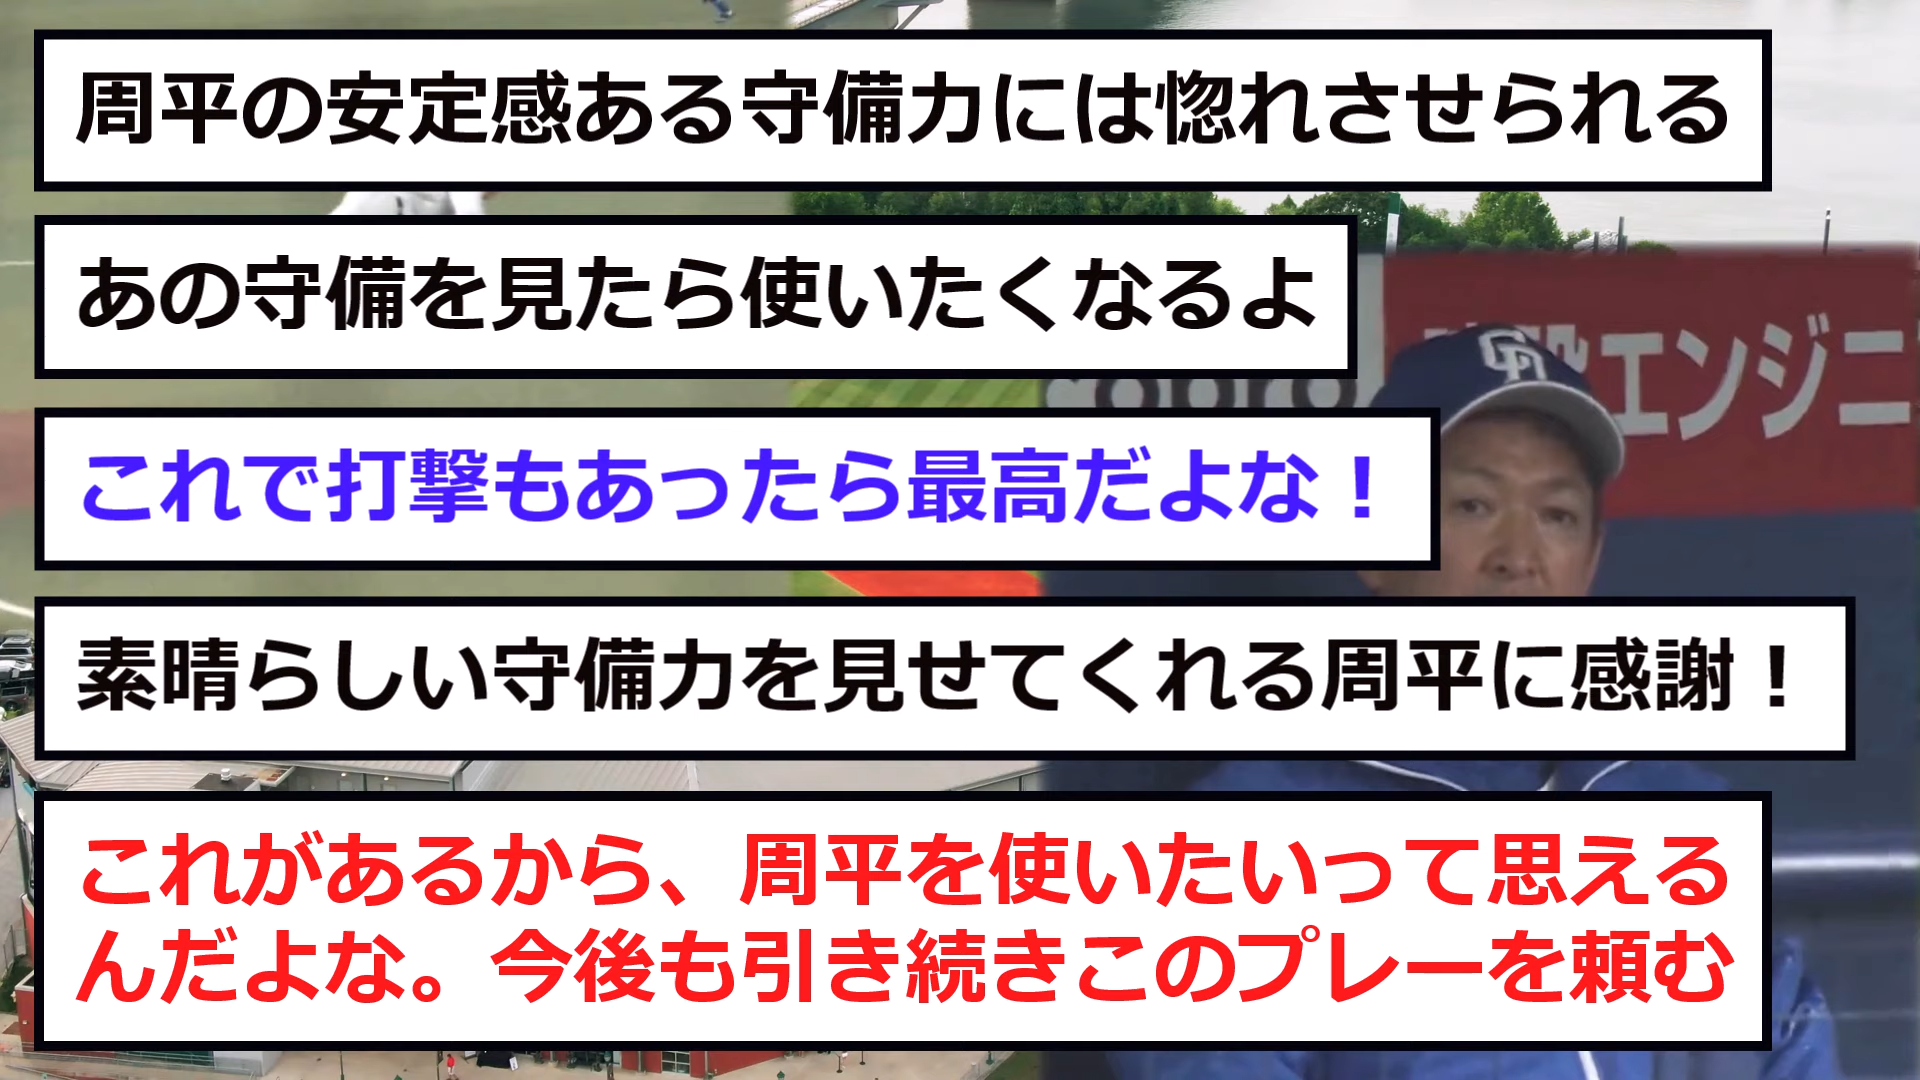 周平の安定感ある守備力には惚れさせられる
あの守備を見たら使いたくなるよ
エンジニ
これで打撃もあったら最高だよな！
素晴らしい守備力を見せてくれる周平に感謝！
これがあるから、周平を使いたいって思える
んだよな。今後も引き続きこのプレーを頼む